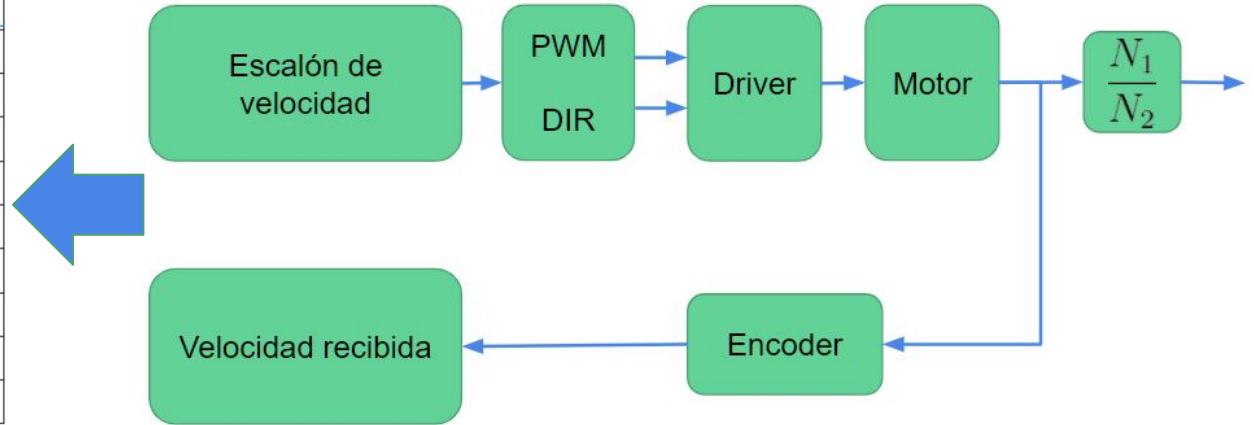 Escalón de
velocidad
PWM
DIR
Driver
Motor
N₁
N₂
Velocidad recibida
Encoder